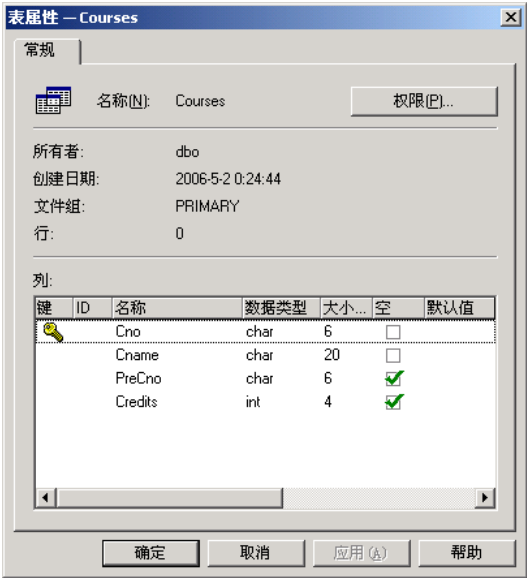 表属性 — Courses
常规
名称(N): Courses 权限(P)...
所有者: dbo
创建日期: 2006-5-2 0:24:44
文件组: PRIMARY
行: 0
列:
键 ID 名称 数据类型 大小... 空 默认值
Cno char 6
Cname char 20
PreCno char 6
Credits int 4
确定 取消 应用(A) 帮助